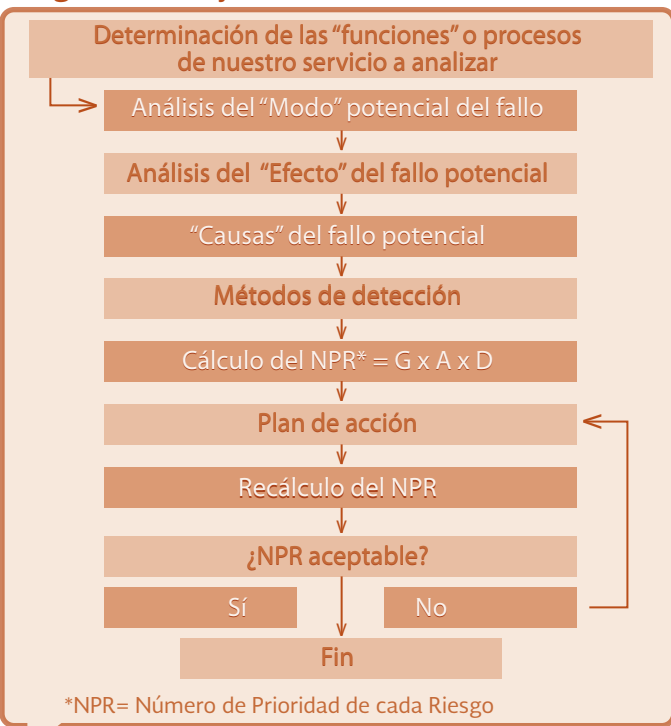 Determinación de las “funciones” o procesos
de nuestro servicio a analizar
Análisis del “Modo” potencial del fallo
Análisis del “Efecto” del fallo potencial
“Causas” del fallo potencial
Métodos de detección
Cálculo del NPR* = G x A x D
Plan de acción
Recálculo del NPR
¿NPR aceptable?
Sí
No
Fin
*NPR= Número de Prioridad de cada Riesgo